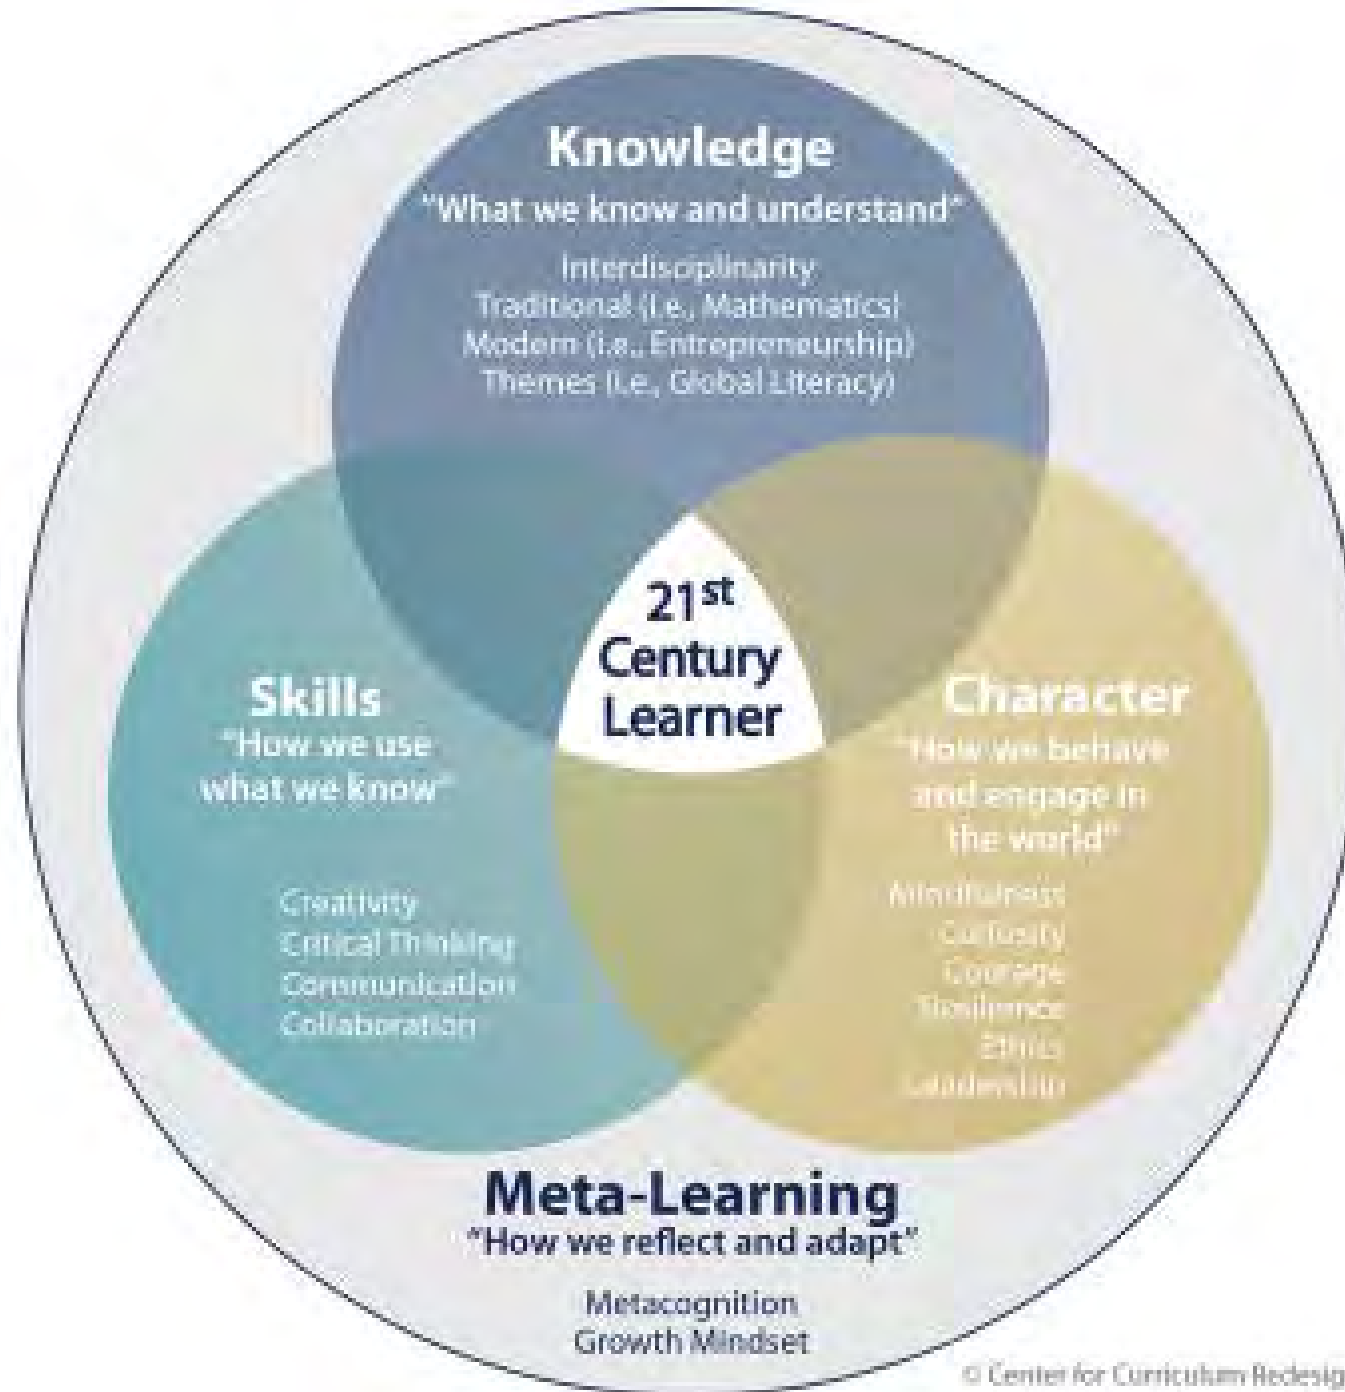 Knowledge
"What we know and understand"
Interdisciplinarity
Traditional (i.e., Mathematics)
Modern (i.e., Entrepreneurship)
Themes (i.e., Global Literacy)
21st
Century
Learner
Skills
"How we use
what we know"
Creativity
Critical Thinking
Communication
Collaboration
Character
"How we behave
and engage in
the world"
Mindfulness
Curiosity
Courage
Resilience
Ethics
Leadership
Meta-Learning
"How we reflect and adapt"
Metacognition
Growth Mindset
© Center for Curriculum Redesig